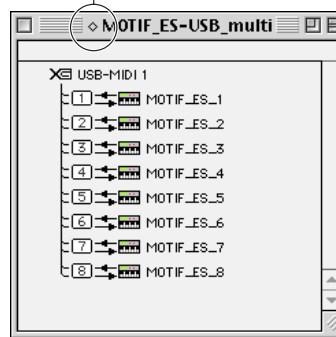 ◇ MOTIF_ES-USB_multi
USB-MIDI 1
1 MOTIF_ES_1
2 MOTIF_ES_2
3 MOTIF_ES_3
4 MOTIF_ES_4
5 MOTIF_ES_5
6 MOTIF_ES_6
7 MOTIF_ES_7
8 MOTIF_ES_8